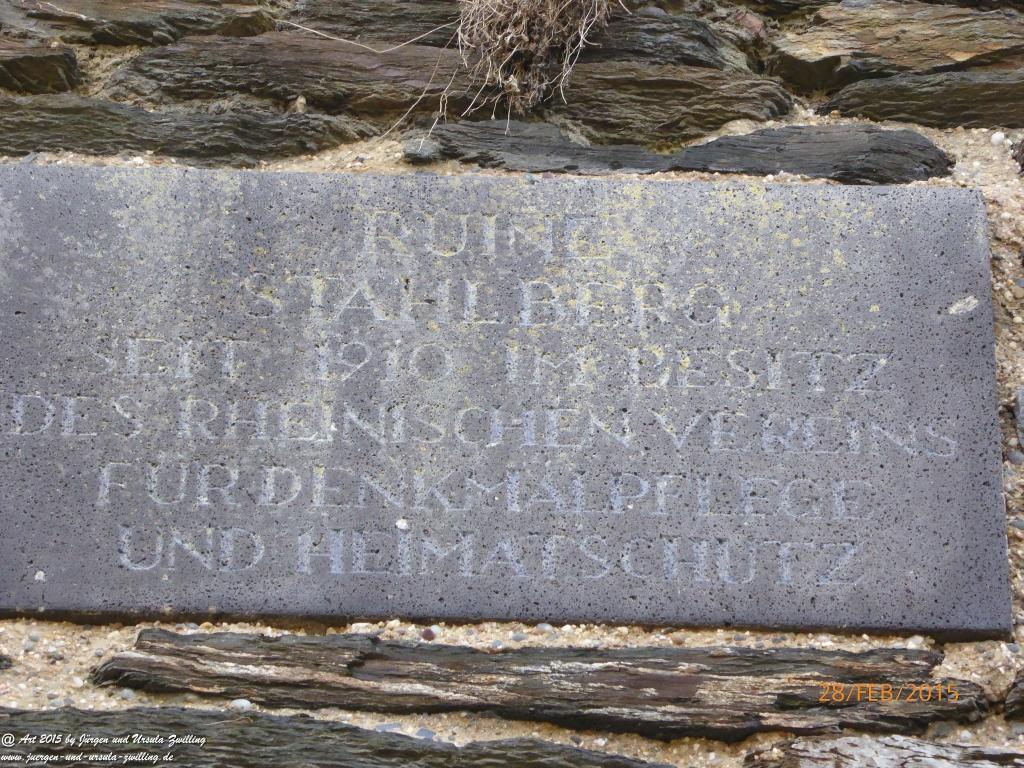 RUINE
STAHLBERG
SEIT 1910 IM BESITZ
DES RHEINISCHEN VEREINS
FÜR DENKMALPFLEGE
UND HEIMATSCHUTZ
28/FEB/2015
@ Art 2015 by Jürgen und Ursula Zwilling
www.juergen-und-ursula-zwilling.de